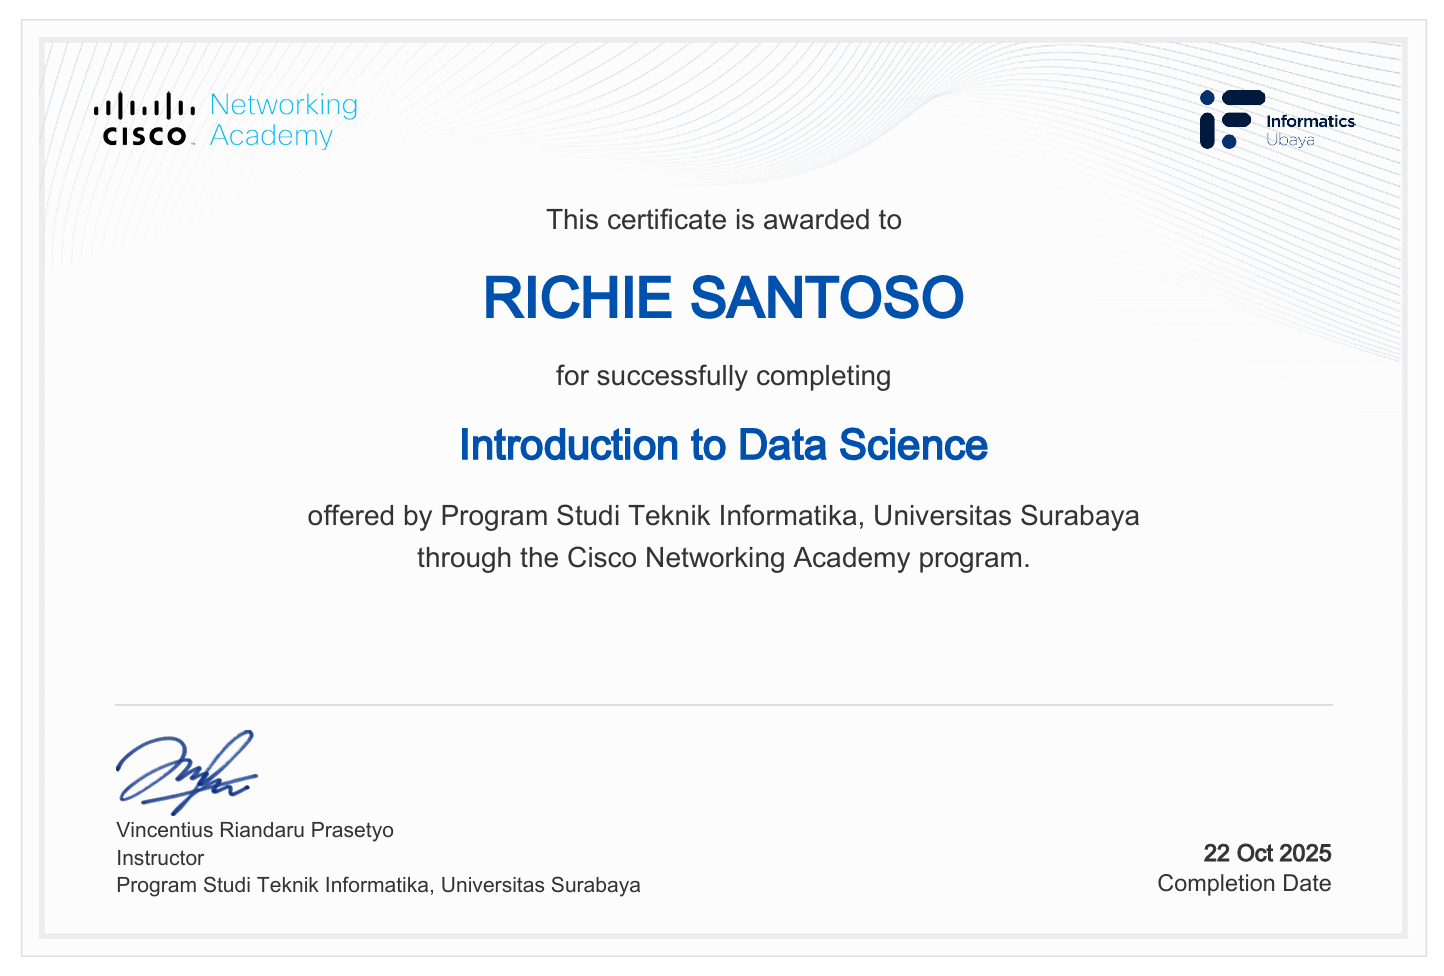 CISCO
Networking
Academy
Informatics
Ubaya
This certificate is awarded to
RICHIE SANTOSO
for successfully completing
Introduction to Data Science
offered by Program Studi Teknik Informatika, Universitas Surabaya
through the Cisco Networking Academy program.
Vincentius Riandaru Prasetyo
Instructor
Program Studi Teknik Informatika, Universitas Surabaya
22 Oct 2025
Completion Date